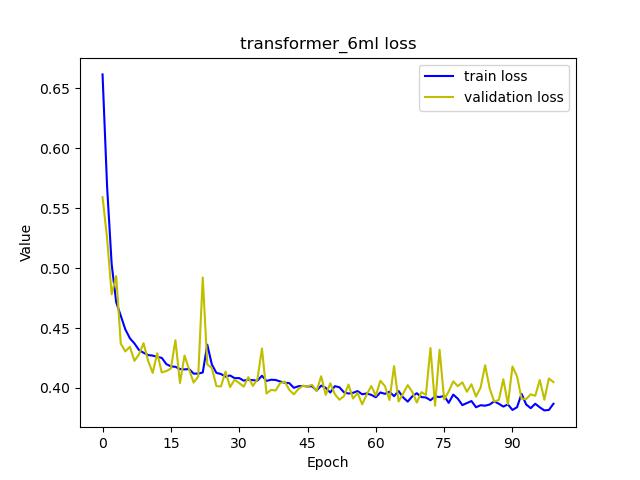 transformer_6ml loss
train loss
validation loss
0.65
0.60
0.55
0.50
0.45
0.40
Value
0 15 30 45 60 75 90
Epoch